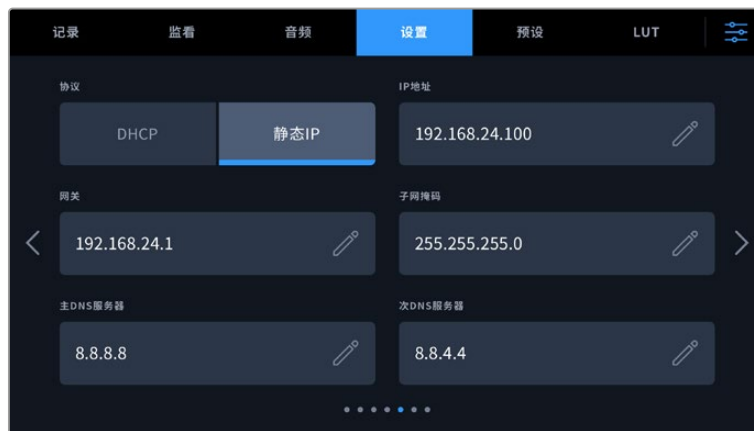 记录 监看 音频 设置 预设 LUT
协议 IP地址
DHCP 静态IP 192.168.24.100
网关 子网掩码
192.168.24.1 255.255.255.0
主DNS服务器 次DNS服务器
8.8.8.8 8.8.4.4